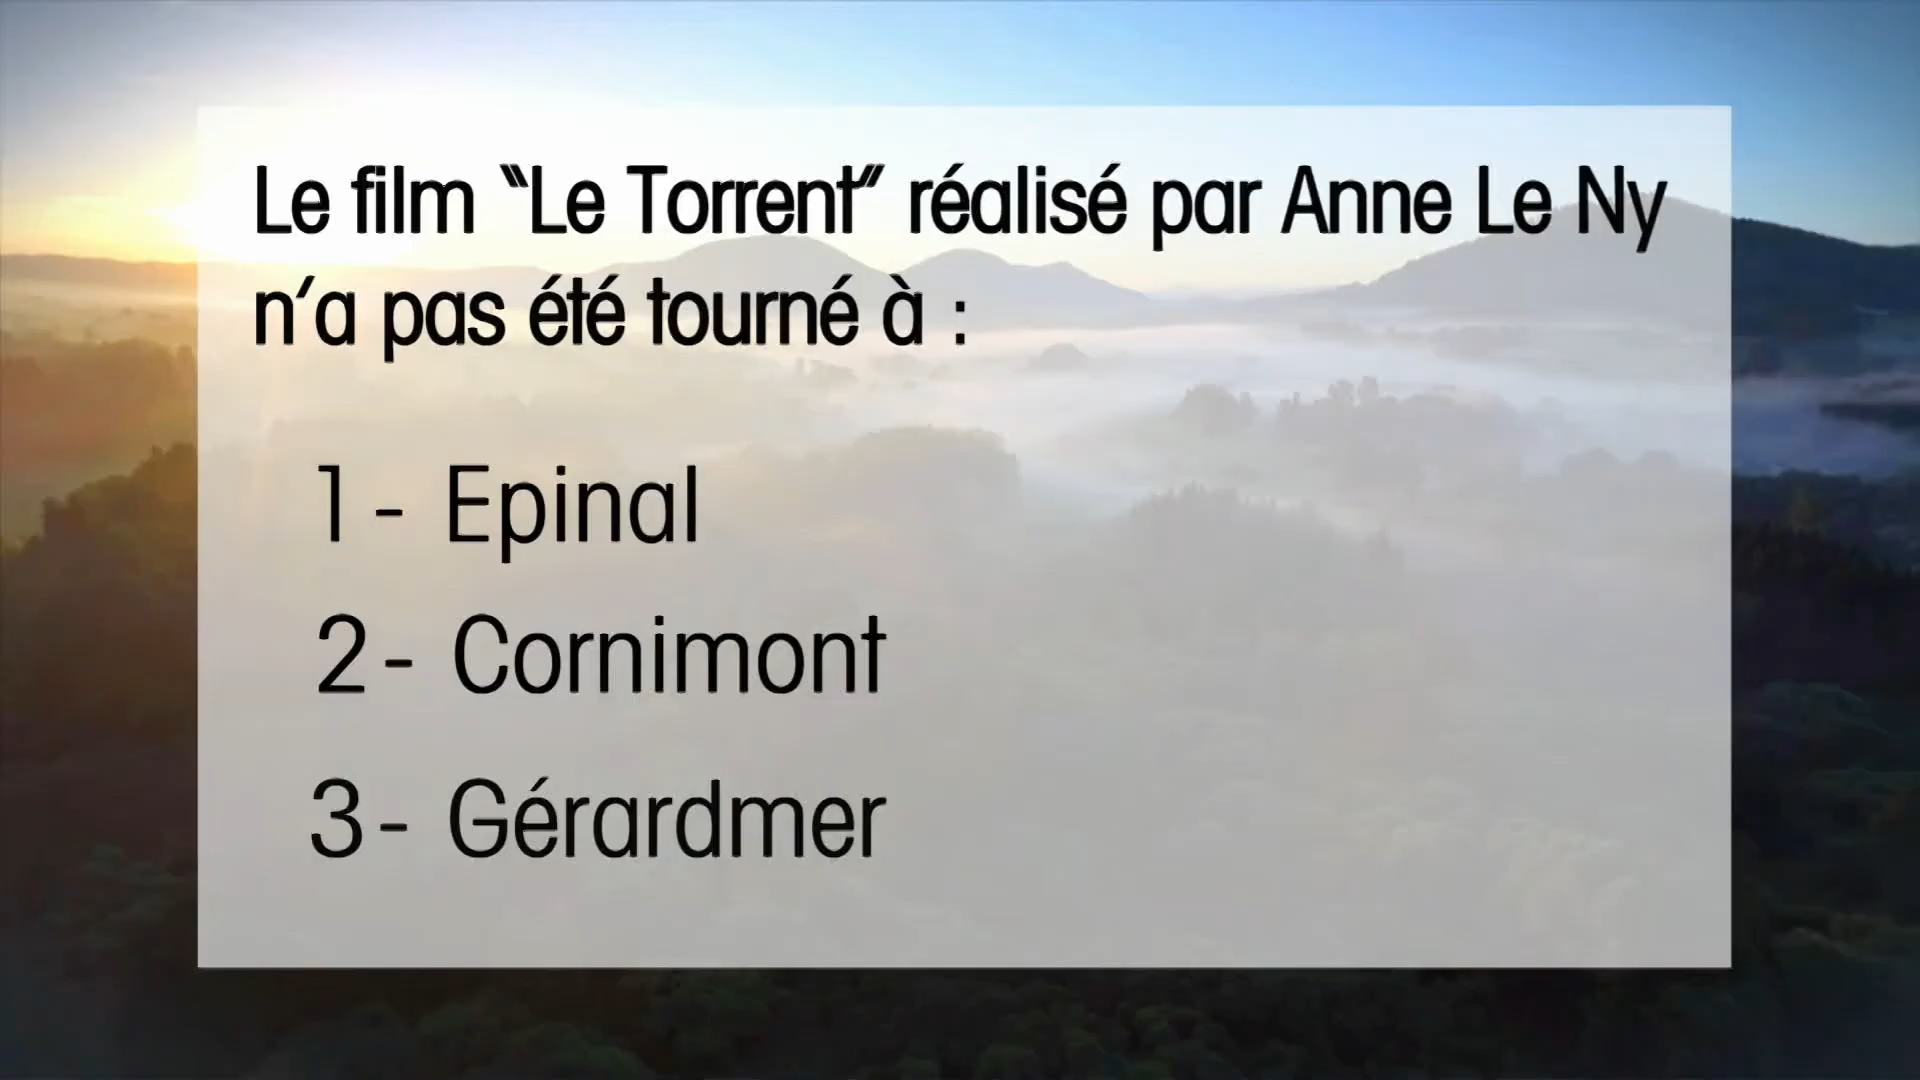 Le film “Le Torrent” réalisé par Anne Le Ny
n’a pas été tourné à :
1 - Epinal
2 - Cornimont
3 - Gérardmer